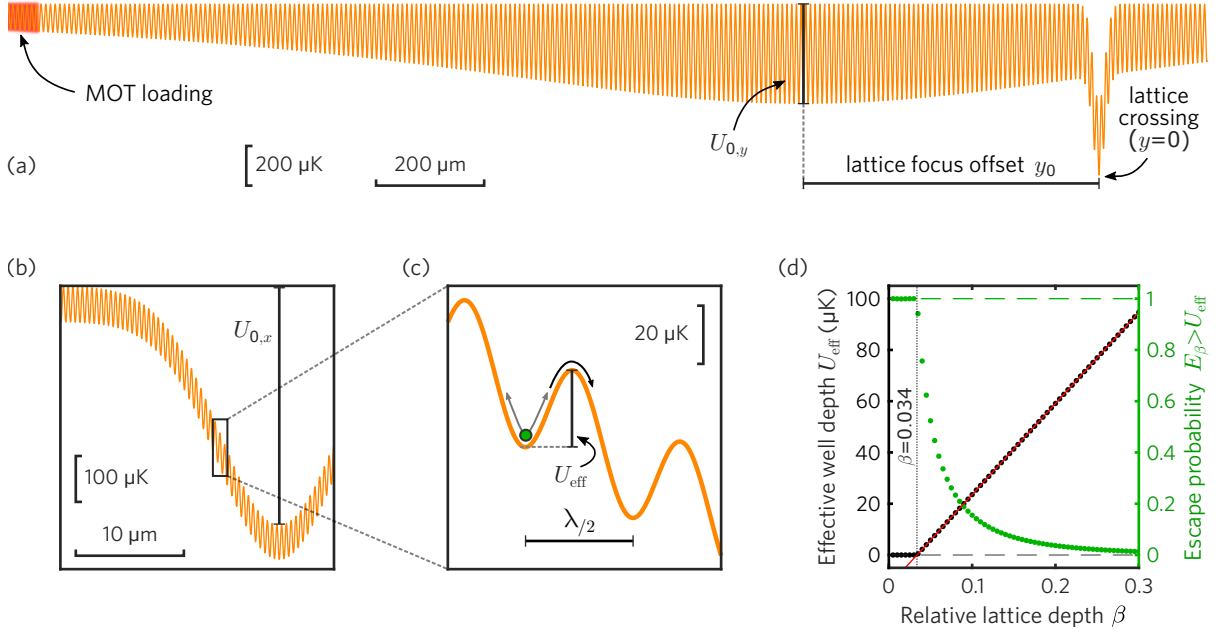 MOT loading
U0,y
lattice
crossing
(y=0)
(a)
200 µK
200 µm
lattice focus offset y0
(b)
U0,x
100 µK
10 µm
(c)
20 µK
Ueff
λ/2
(d)
Effective well depth Ueff (µK)
100
80
60
40
20
0
β=0.034
1
0.8
0.6
0.4
0.2
0
Escape probability Eβ>Ueff
0
0.1
0.2
0.3
Relative lattice depth β